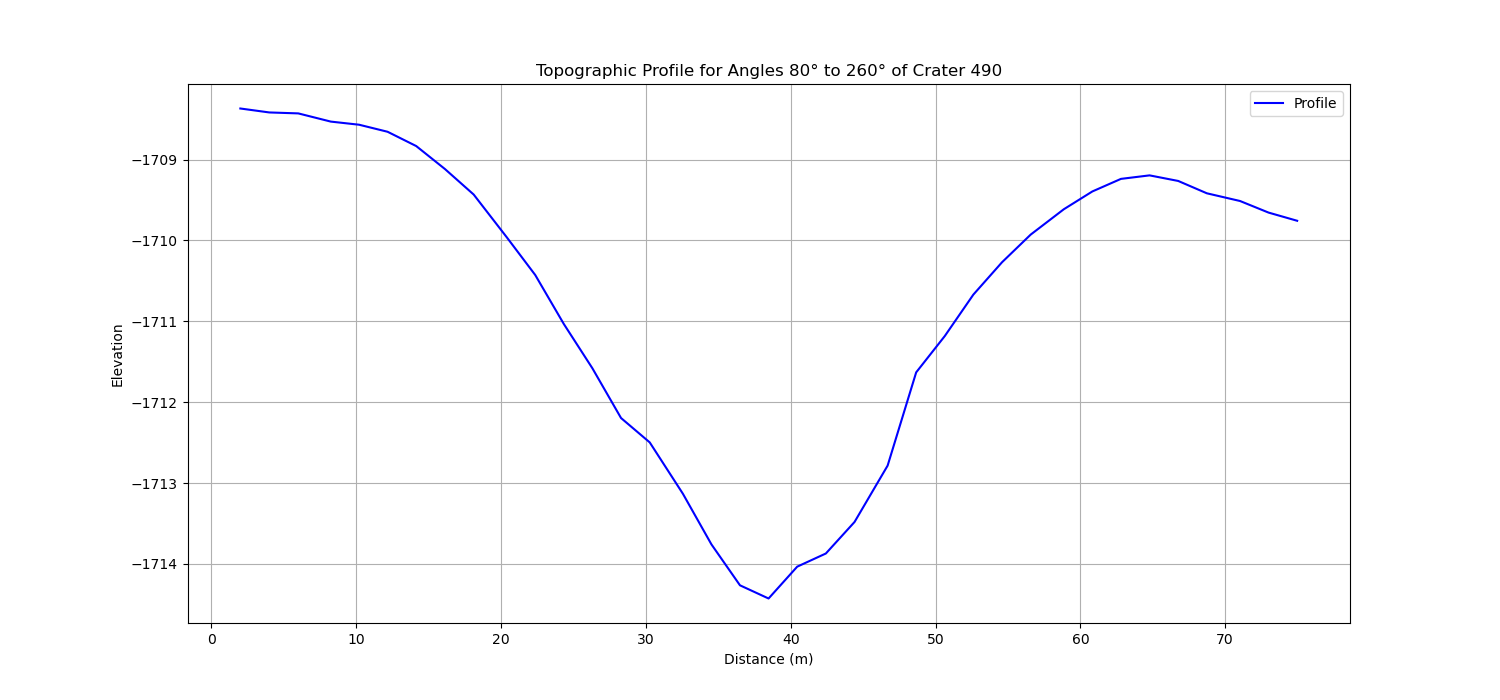 Topographic Profile for Angles 80° to 260° of Crater 490
Profile
−1709
−1710
−1711
−1712
−1713
−1714
Elevation
0 10 20 30 40 50 60 70
Distance (m)